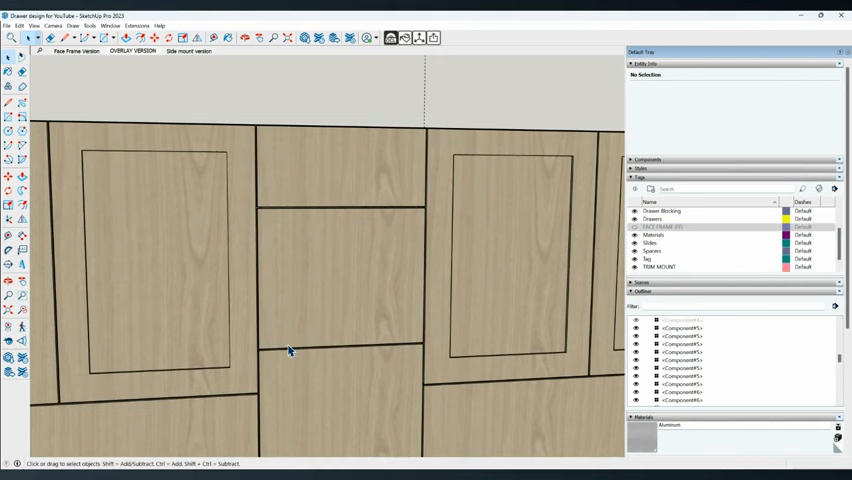 Drawer design for YouTube - SketchUp Pro 2023
File Edit View Camera Draw Tools Window Extensions Help
Face Frame Version OVERLAY VERSION Side mount version
Default Tray
Entity Info
No Selection
Components
Styles
Tags
Search
Name Dashes
Drawer Blocking Default
Drawers Default
FACE FRAME (FF) Default
Materials Default
Slides Default
Spacers Default
Tag Default
TRIM MOUNT Default
Scenes
Outliner
Filter:
<Component#4>
<Component#5>
<Component#5>
<Component#5>
<Component#5>
<Component#5>
<Component#5>
<Component#5>
<Component#6>
<Component#6>
Materials
Aluminum
Click or drag to select objects. Shift = Add/Subtract. Ctrl = Add. Shift + Ctrl = Subtract.